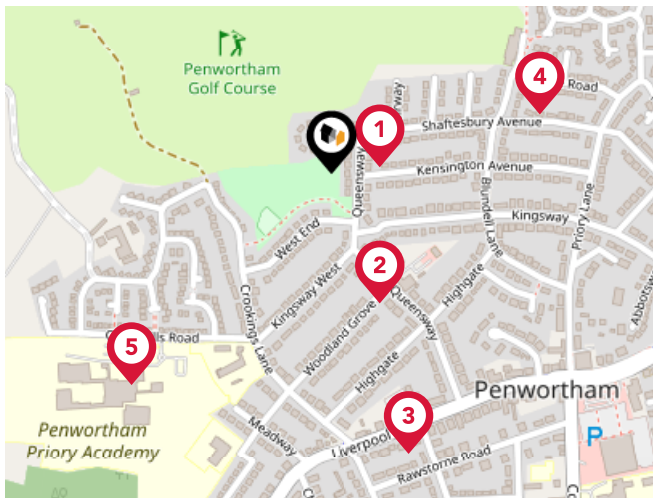 Penwortham
Golf Course
4
Road
1
Shaftesbury Avenue
Queensway
Kensington Avenue
Blundell Lane
Kingsway
Priory Lane
West End
2
Kingsway West
Highgate
Queensway
Crookings Lane
Woodland Grove
Road
5
Highgate
Penwortham
3
Meadway
Liverpool
P
Penwortham
Priory Academy
Rawstorne Road